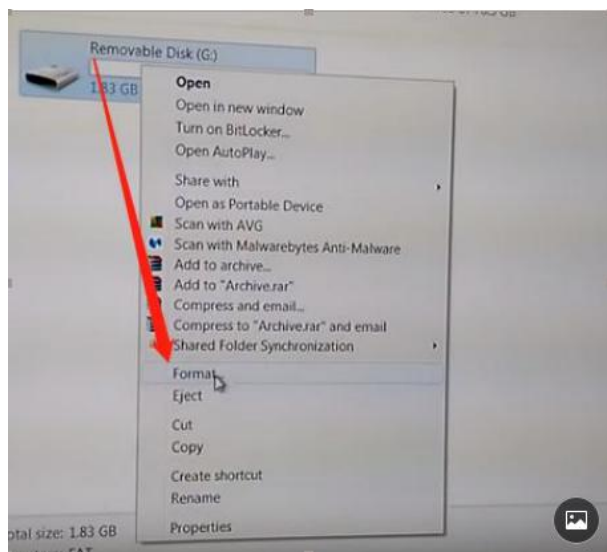 Removable Disk (G:)
1.83 GB
Open
Open in new window
Turn on BitLocker...
Open AutoPlay...
Share with
Open as Portable Device
Scan with AVG
Scan with Malwarebytes Anti-Malware
Add to archive...
Add to "Archive.rar"
Compress and email...
Compress to "Archive.rar" and email
Shared Folder Synchronization
Format
Eject
Cut
Copy
Create shortcut
Rename
Properties
otal size: 1.83 GB